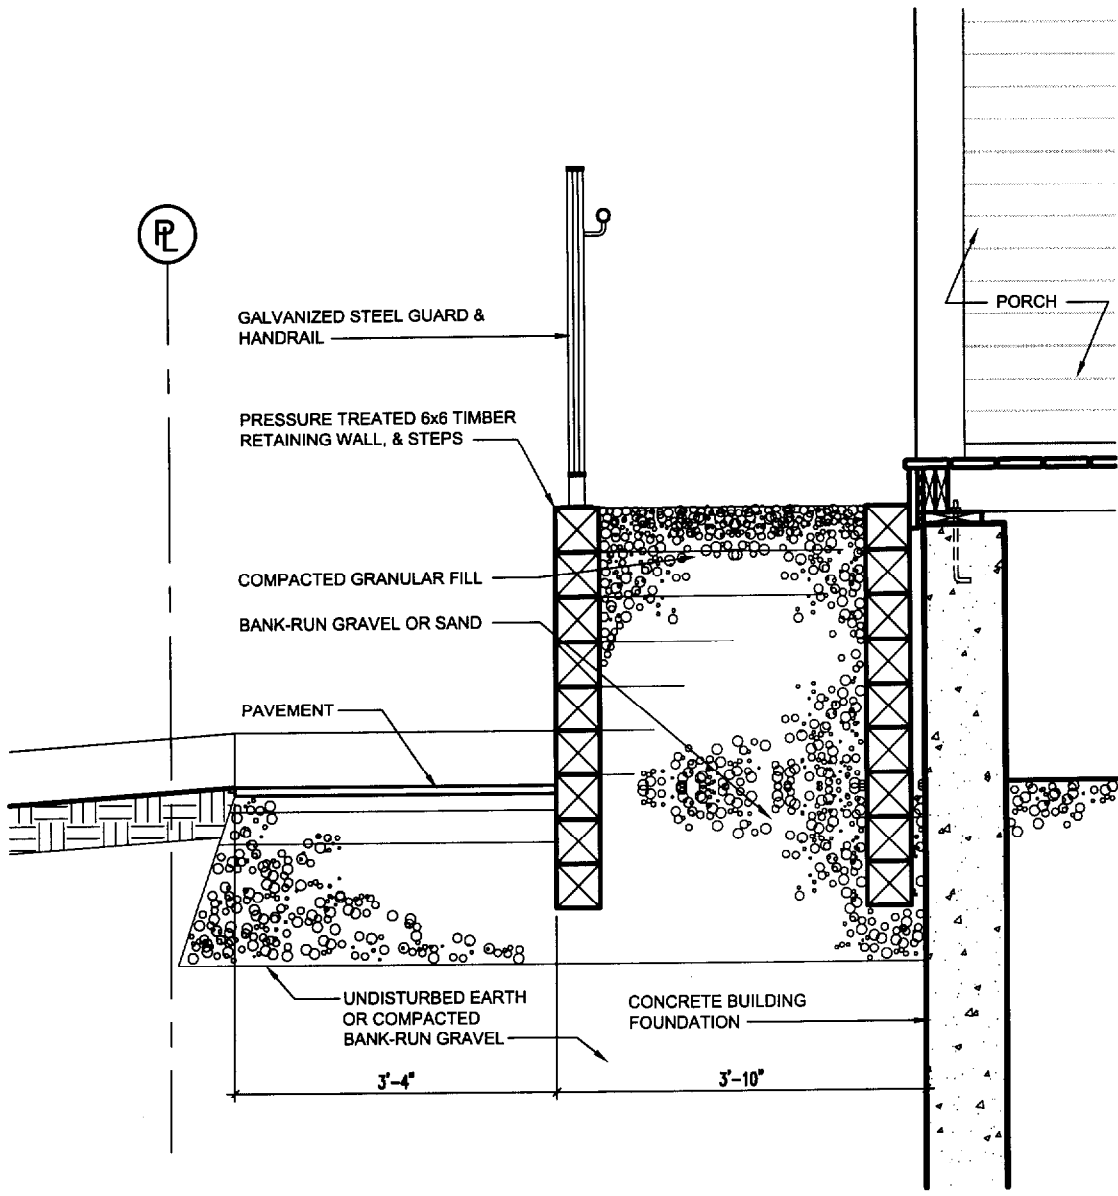 PL
GALVANIZED STEEL GUARD &
HANDRAIL
PORCH
PRESSURE TREATED 6x6 TIMBER
RETAINING WALL, & STEPS
COMPACTED GRANULAR FILL
BANK-RUN GRAVEL OR SAND
PAVEMENT
UNDISTURBED EARTH
OR COMPACTED
BANK-RUN GRAVEL
CONCRETE BUILDING
FOUNDATION
3'-4"
3'-10"